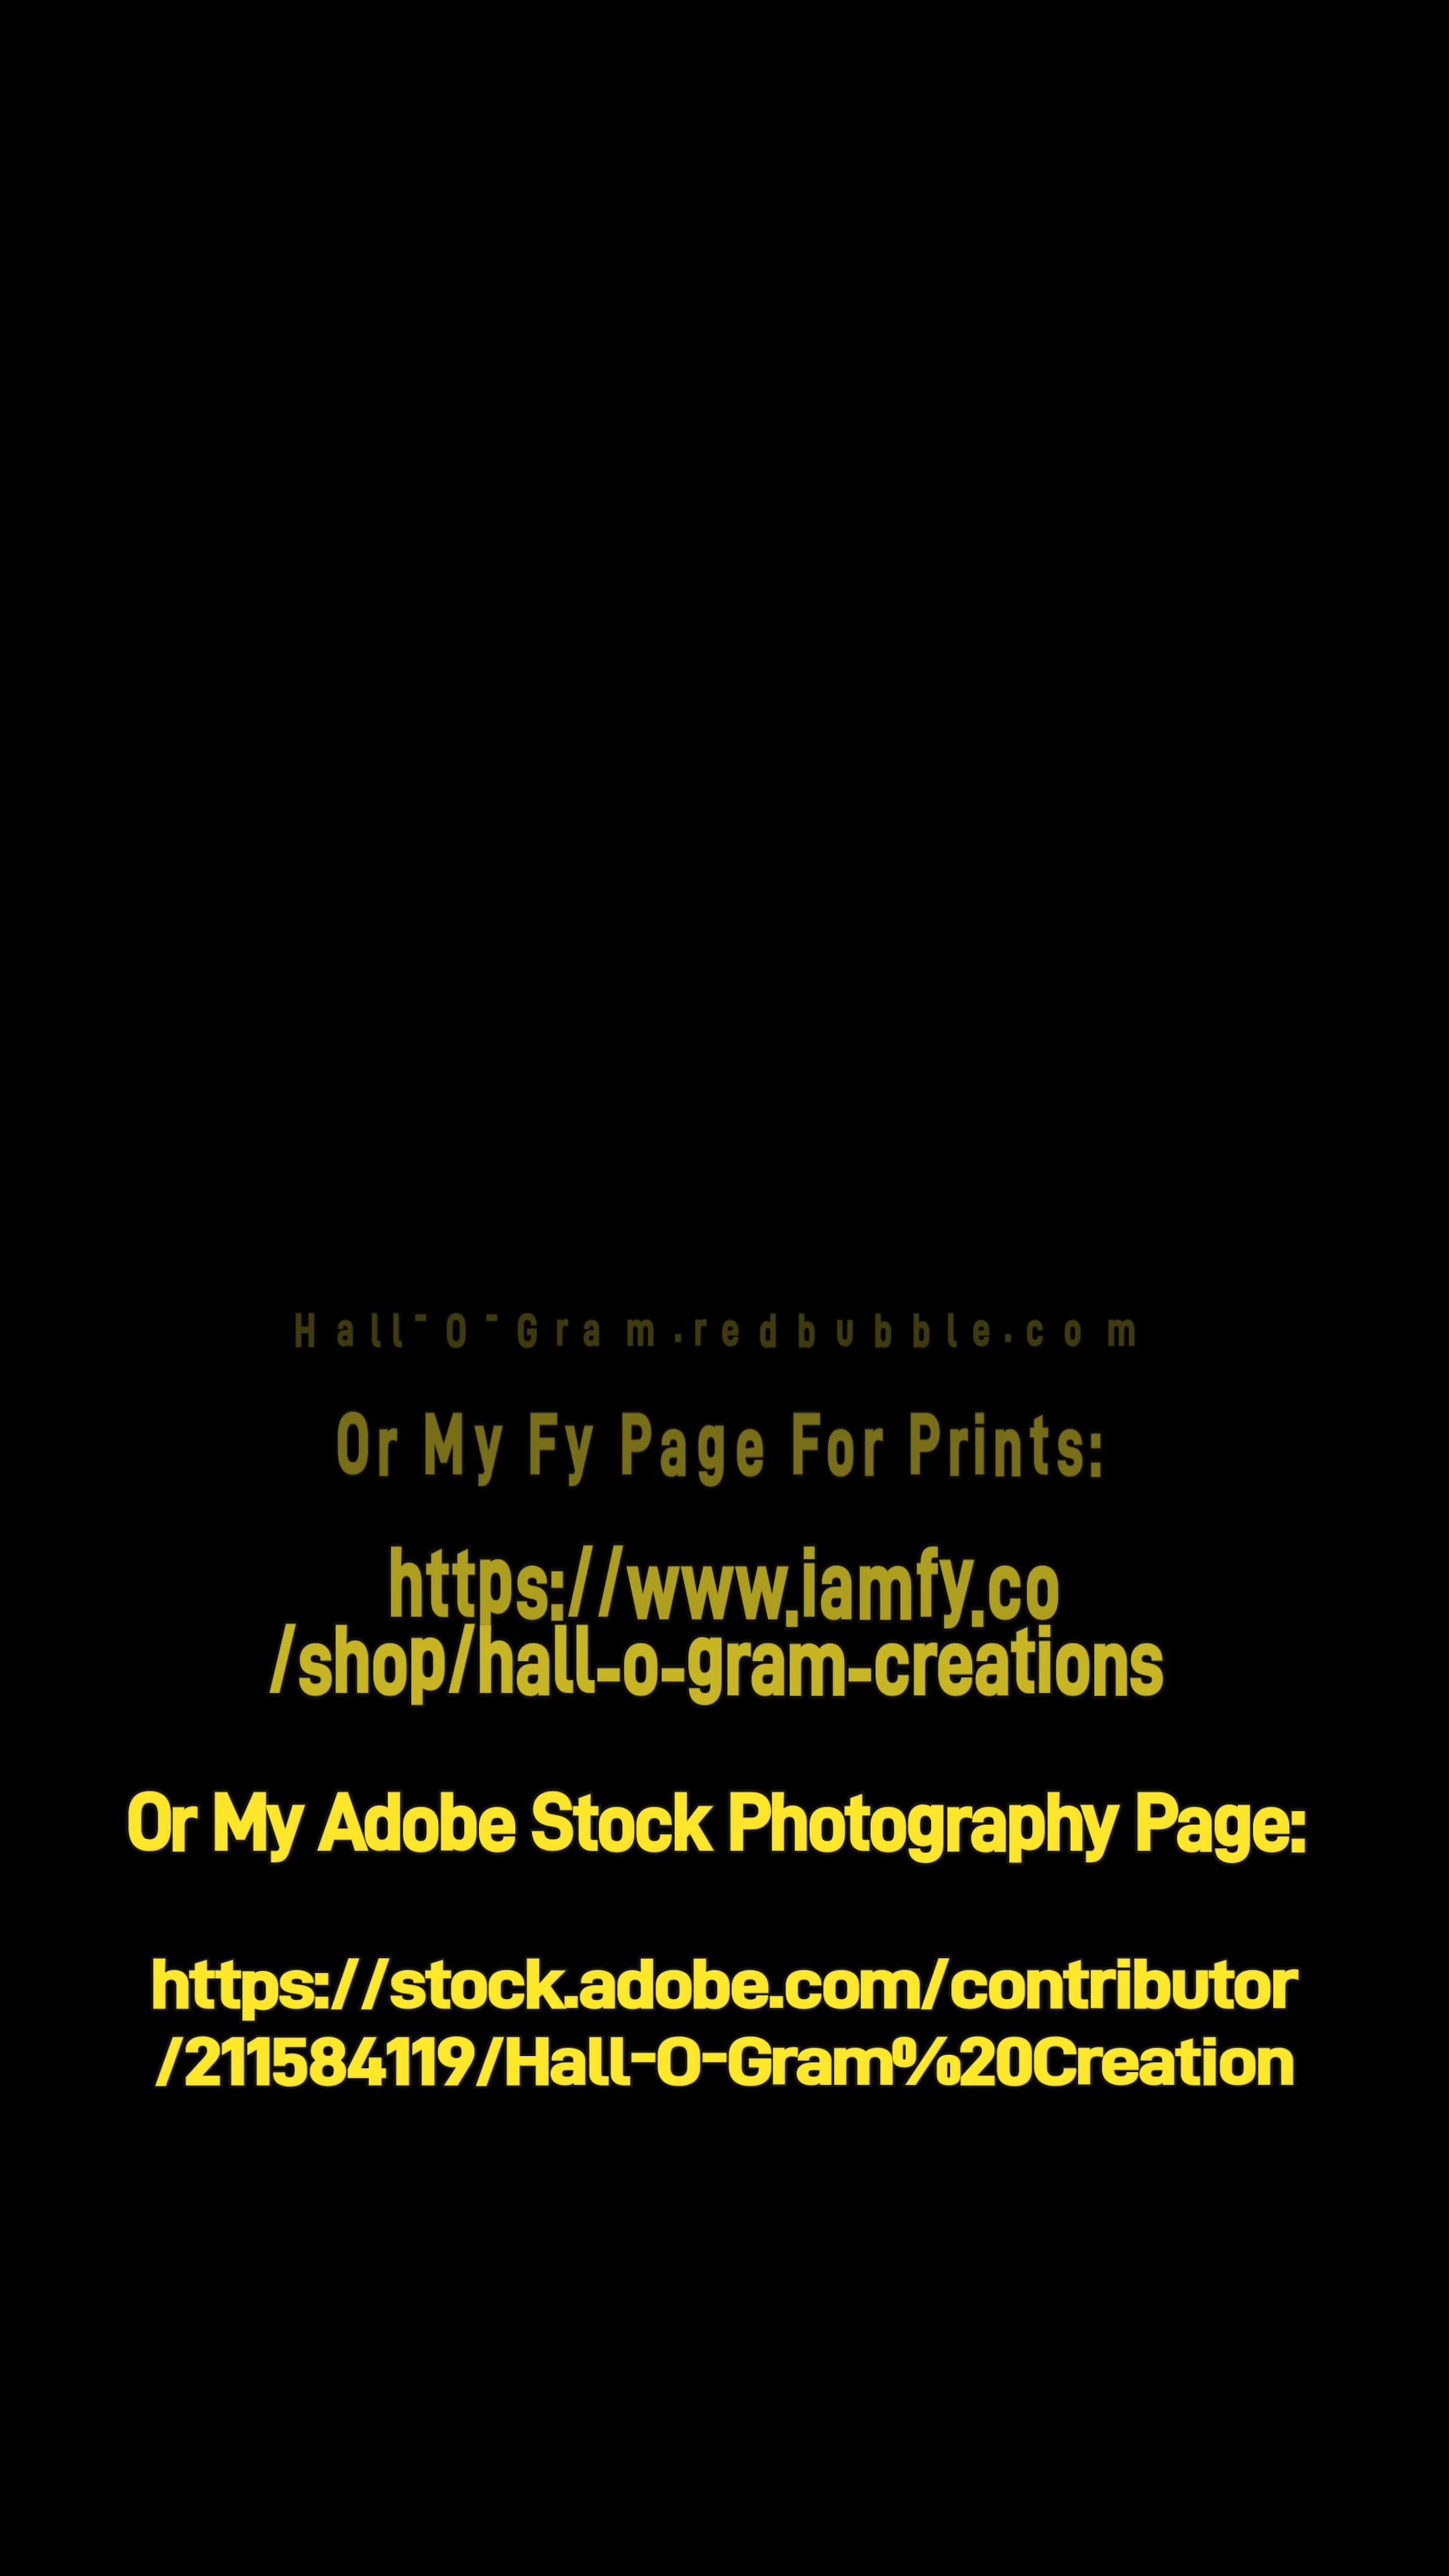 Hall-O-Gram.redbubble.com
Or My Fy Page For Prints:
https://www.iamfy.co
/shop/hall-o-gram-creations
Or My Adobe Stock Photography Page:
https://stock.adobe.com/contributor
/211584119/Hall-O-Gram%20Creation